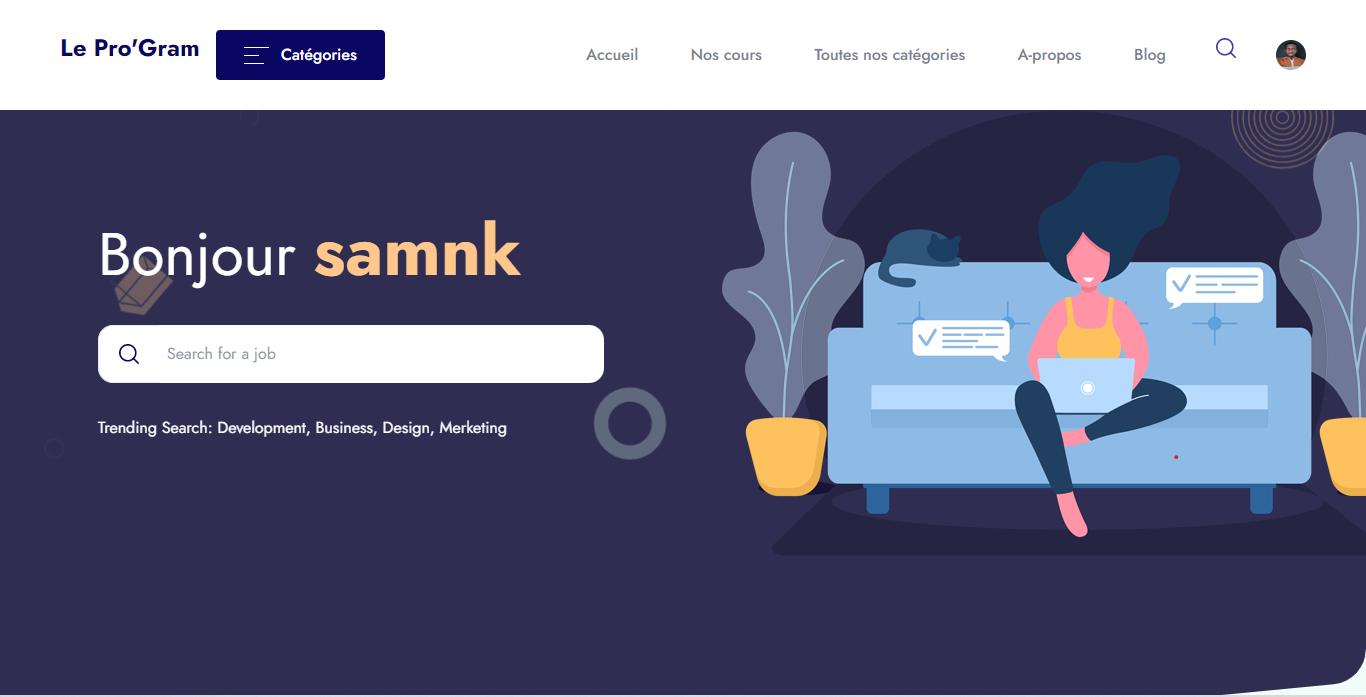 Le Pro'Gram
Catégories
Accueil
Nos cours
Toutes nos catégories
A-propos
Blog
Bonjour samnk
Search for a job
Trending Search: Development, Business, Design, Merketing